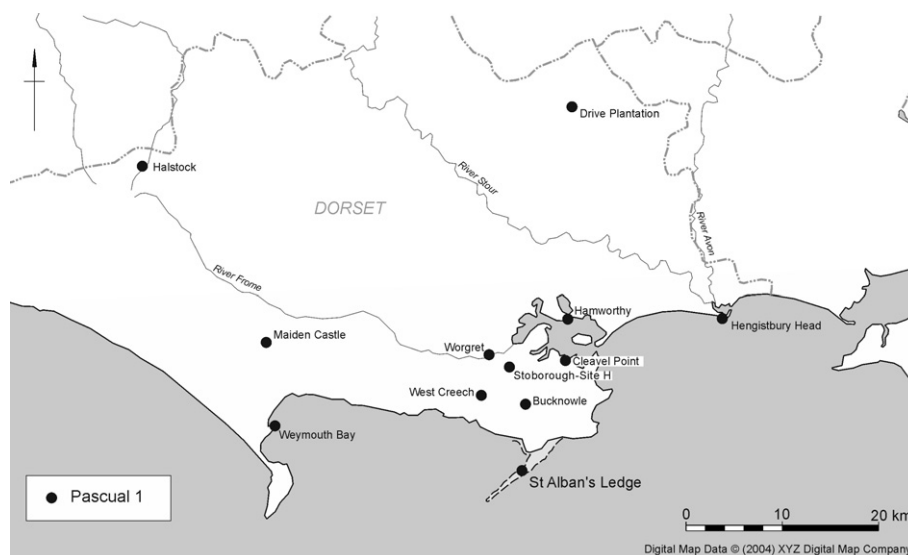 Drive Plantation
Halstock
River Stour
DORSET
River Avon
River Frome
Hamworthy
Hengistbury Head
Maiden Castle
Worgret
Cleavel Point
Stoborough-Site H
West Creech
Bucknowle
Weymouth Bay
St Alban's Ledge
Pascual 1
0 10 20 km
Digital Map Data © (2004) XYZ Digital Map Company